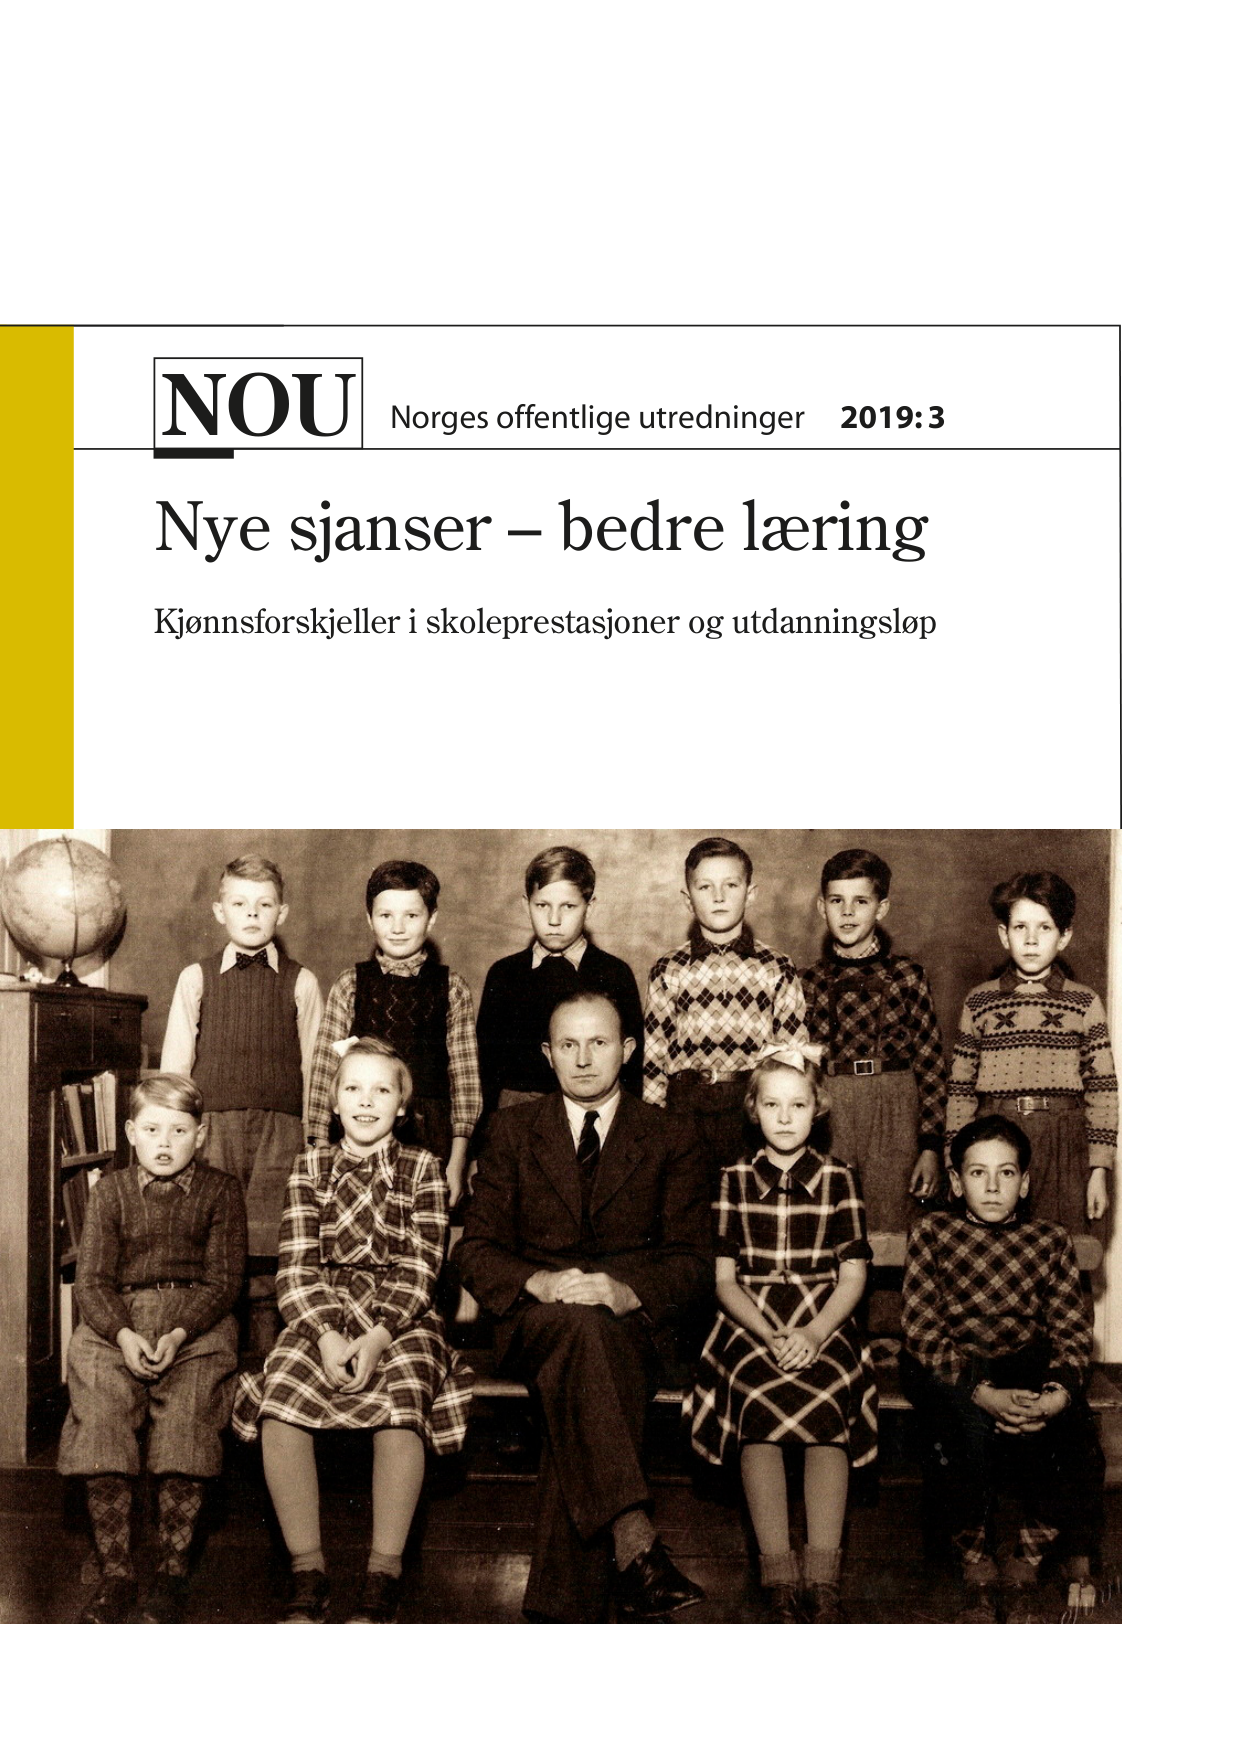 NOU
Norges offentlige utredninger 2019: 3
Nye sjanser – bedre læring
Kjønnsforskjeller i skoleprestasjoner og utdanningsløp